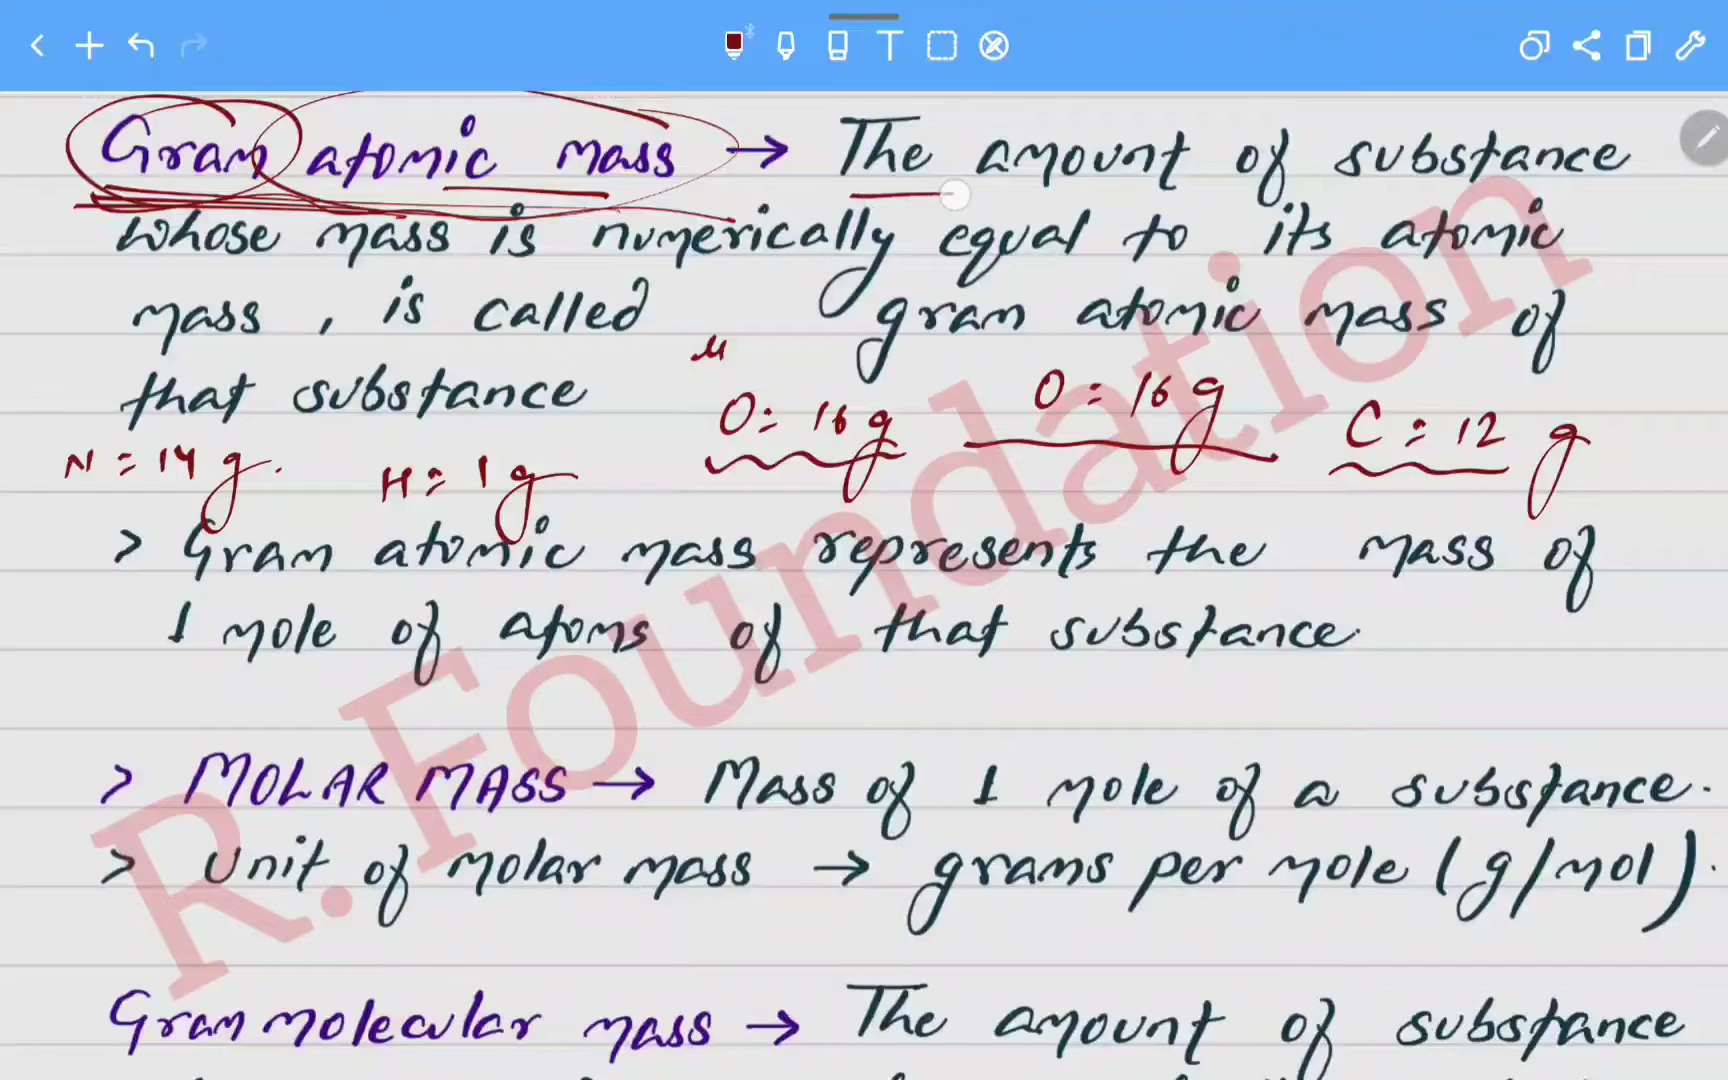 Gram atomic mass → The amount of substance
whose mass is numerically equal to its atomic
mass, is called gram atomic mass of
that substance
u
O = 16 g
O = 16 g
C = 12 g
N = 14 g.
H = 1 g
> Gram atomic mass represents the mass of
1 mole of atoms of that substance.
> MOLAR MASS → Mass of 1 mole of a substance.
> Unit of molar mass → grams per mole (g/mol).
Gram molecular mass → The amount of substance
R. Foundation
T